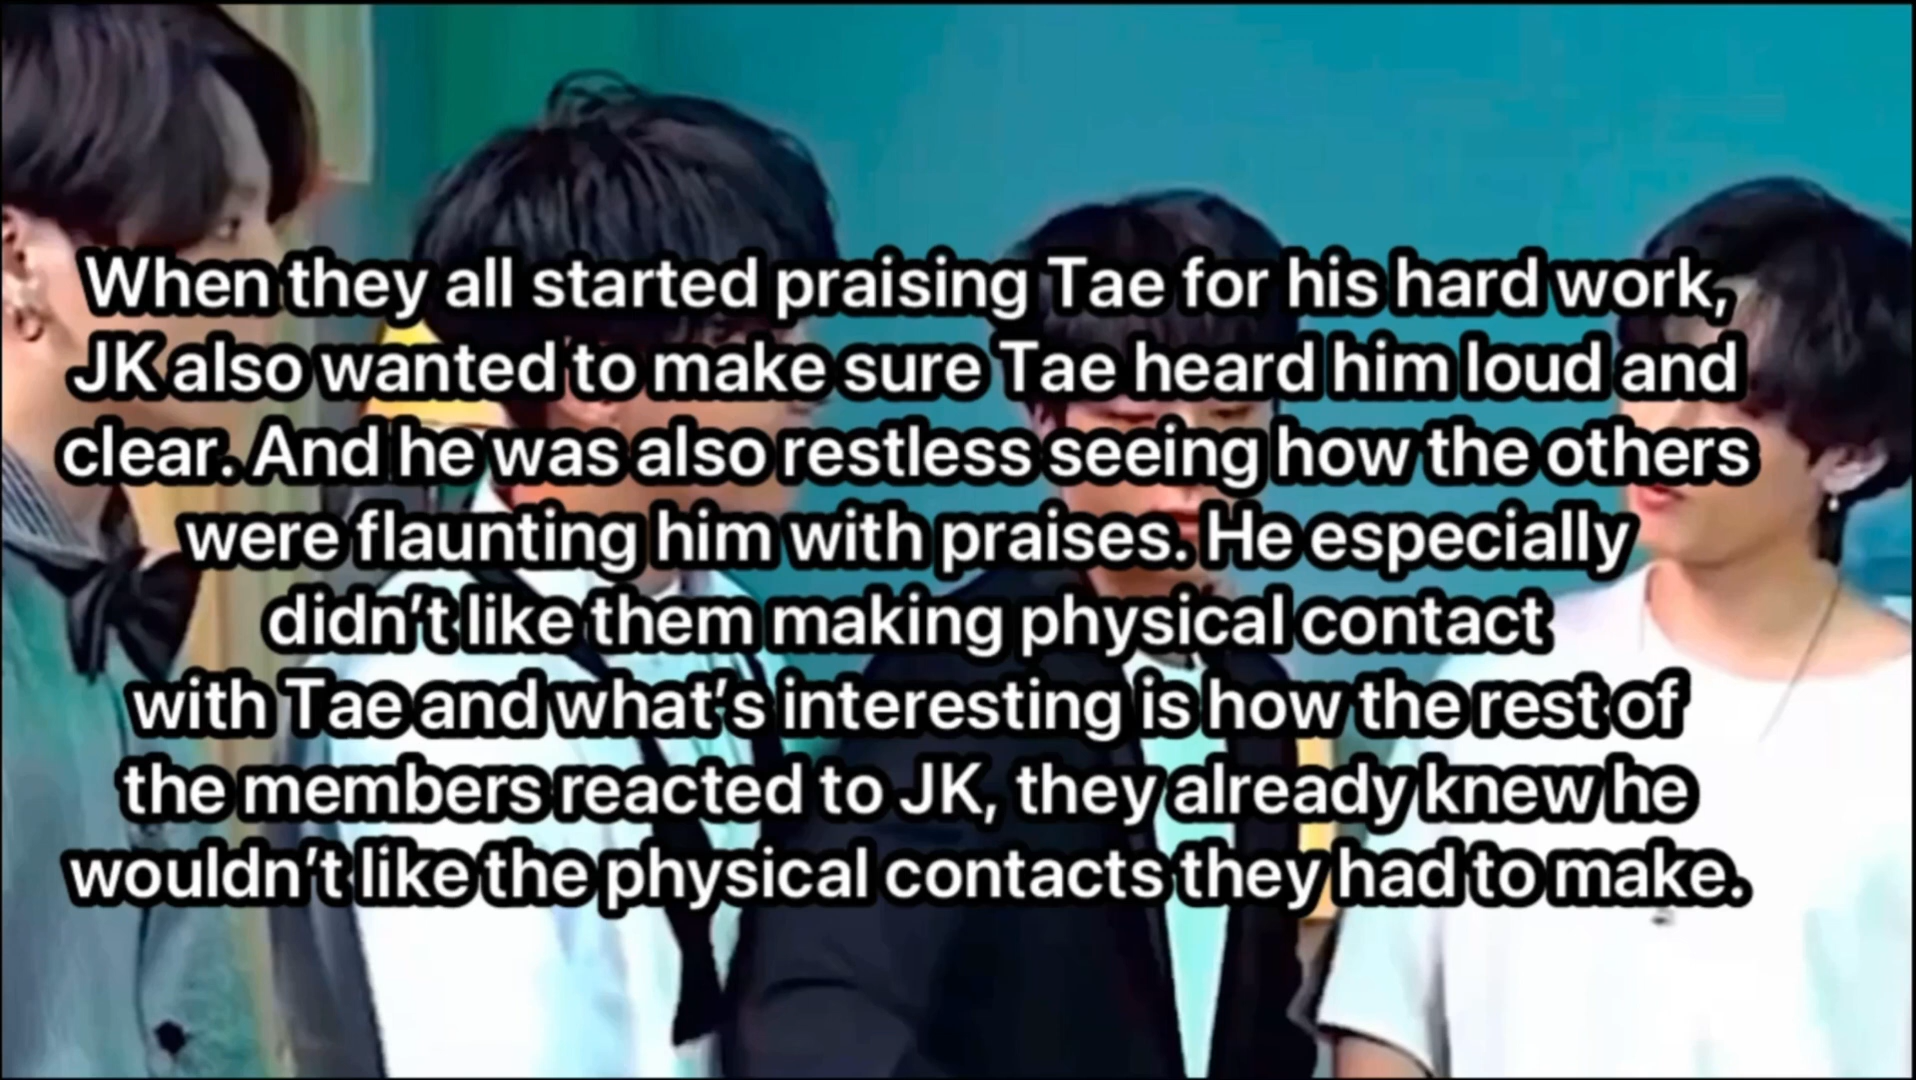 When they all started praising Tae for his hard work,
JK also wanted to make sure Tae heard him loud and
clear. And he was also restless seeing how the others
were flaunting him with praises. He especially
didn't like them making physical contact
with Tae and what's interesting is how the rest of
the members reacted to JK, they already knew he
wouldn't like the physical contacts they had to make.